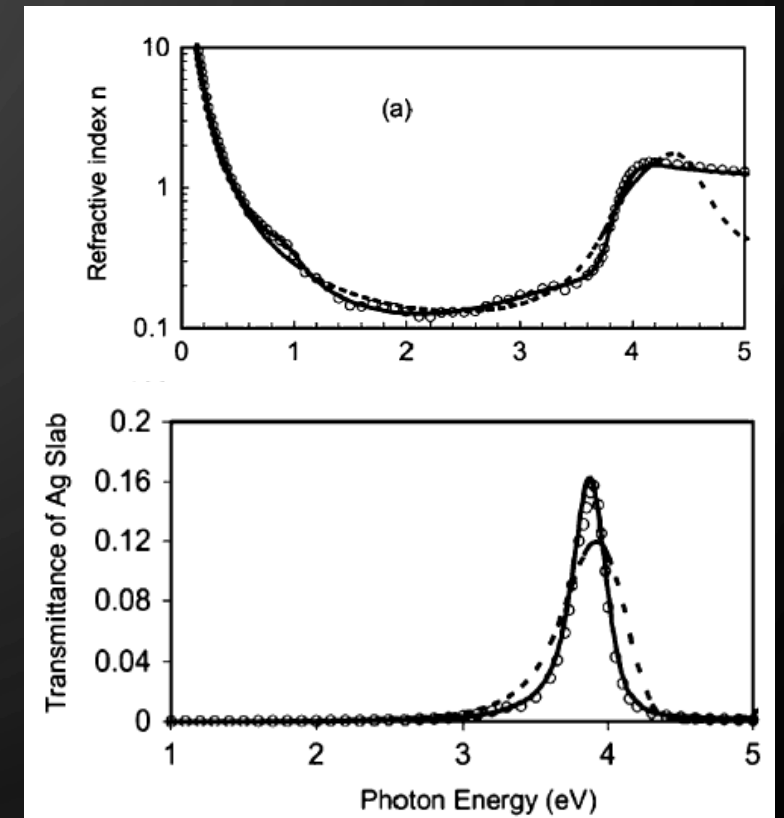 Refractive index n
10
1
0.1
(a)
0 1 2 3 4 5
Transmittance of Ag Slab
0.2
0.16
0.12
0.08
0.04
0
1 2 3 4 5
Photon Energy (eV)